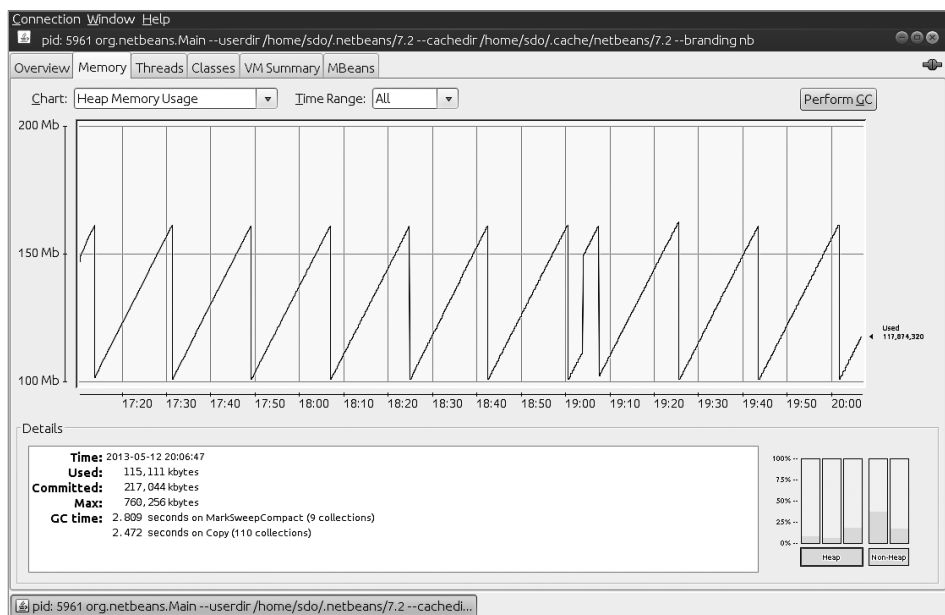 Connection Window Help
pid: 5961 org.netbeans.Main --userdir /home/sdo/.netbeans/7.2 --cachedir /home/sdo/.cache/netbeans/7.2 --branding nb
Overview Memory Threads Classes VM Summary MBeans
Chart: Heap Memory Usage Time Range: All Perform GC
200 Mb
150 Mb
Used
117,874,320
100 Mb
17:20 17:30 17:40 17:50 18:00 18:10 18:20 18:30 18:40 18:50 19:00 19:10 19:20 19:30 19:40 19:50 20:00
Details
Time: 2013-05-12 20:06:47
Used: 115,111 kbytes
Committed: 217,044 kbytes
Max: 760,256 kbytes
GC time: 2.809 seconds on MarkSweepCompact (9 collections)
2.472 seconds on Copy (110 collections)
100% --
75% --
50% --
25% --
0% --
Heap Non-Heap
pid: 5961 org.netbeans.Main --userdir /home/sdo/.netbeans/7.2 --cachedi...